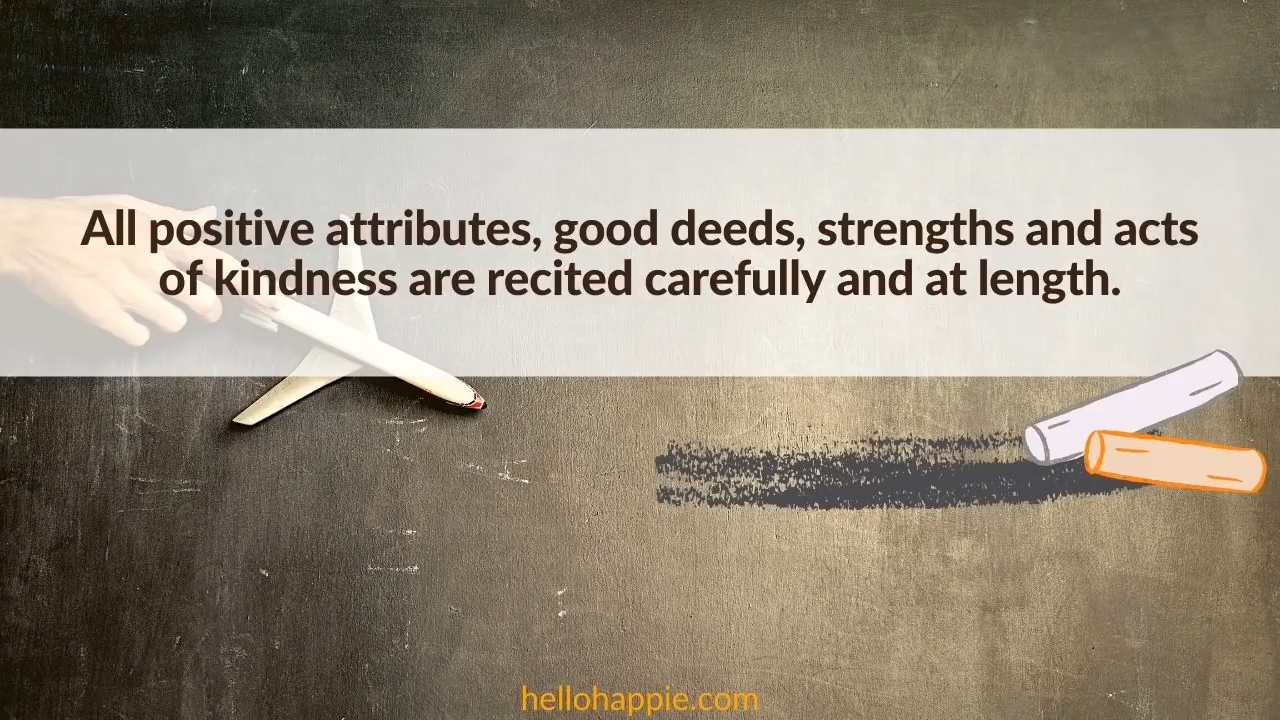 All positive attributes, good deeds, strengths and acts
of kindness are recited carefully and at length.
hellohappie.com